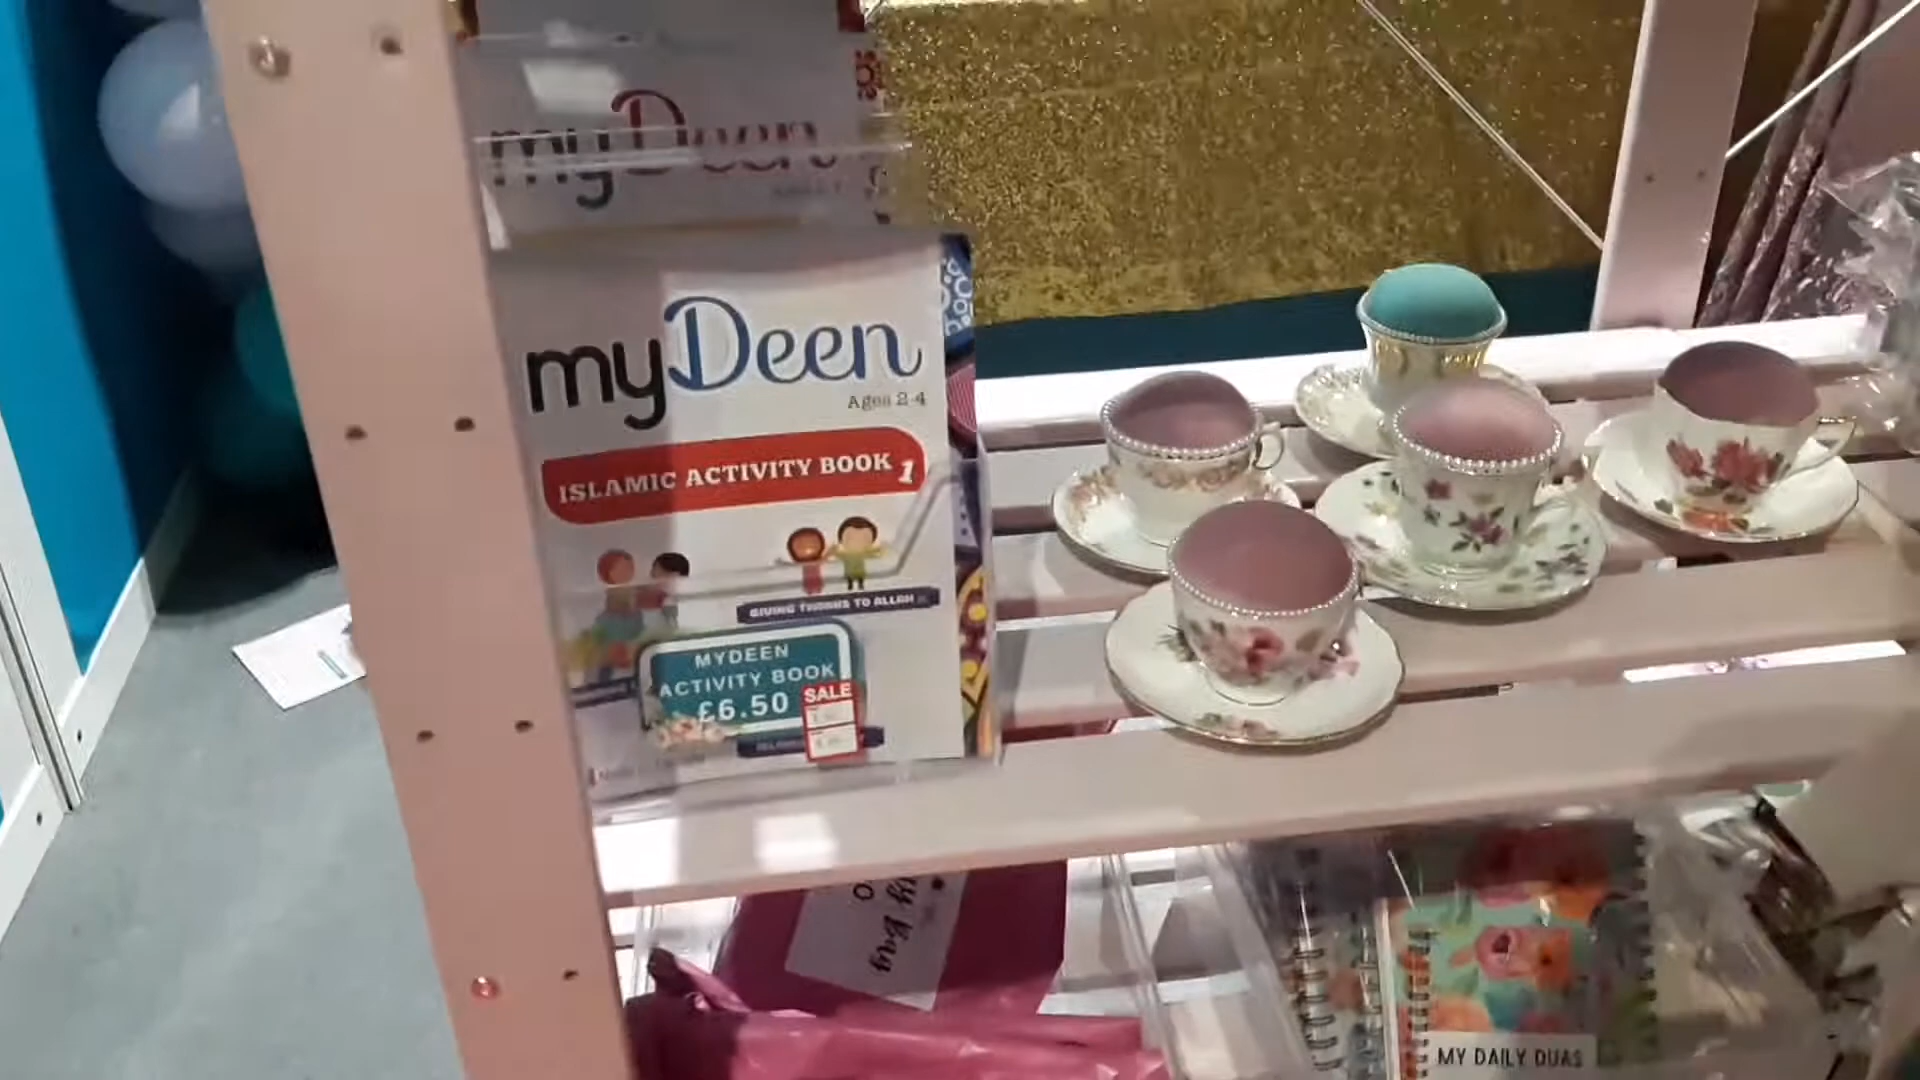 myDeen
myDeen
Ages 2-4
ISLAMIC ACTIVITY BOOK 1
GIVING THANKS TO ALLAH
MYDEEN
ACTIVITY BOOK
£6.50
SALE
MY DAILY DUAS